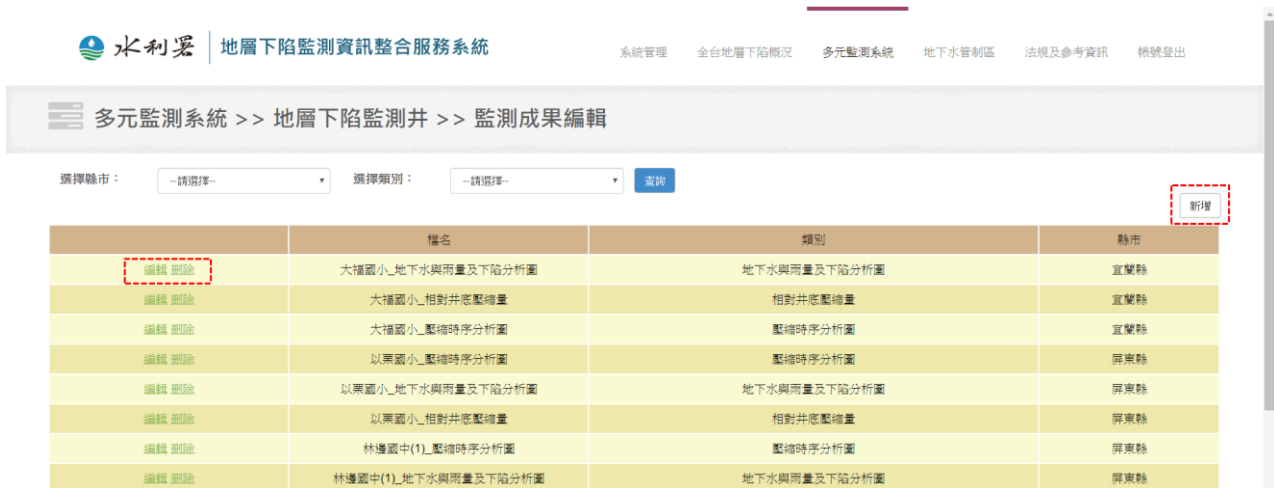 水利署 地層下陷監測資訊整合服務系統
系統管理 全台地層下陷概況 多元監測系統 地下水管制區 法規及參考資訊 帳號登出
多元監測系統 >> 地層下陷監測井 >> 監測成果編輯
選擇縣市： --請選擇-- 選擇類別： --請選擇-- 查詢
新增
檔名 類別 縣市
編輯 刪除 大福國小_地下水與雨量及下陷分析圖 地下水與雨量及下陷分析圖 宜蘭縣
編輯 刪除 大福國小_相對井底壓縮量 相對井底壓縮量 宜蘭縣
編輯 刪除 大福國小_壓縮時序分析圖 壓縮時序分析圖 宜蘭縣
編輯 刪除 以栗國小_壓縮時序分析圖 壓縮時序分析圖 屏東縣
編輯 刪除 以栗國小_地下水與雨量及下陷分析圖 地下水與雨量及下陷分析圖 屏東縣
編輯 刪除 以栗國小_相對井底壓縮量 相對井底壓縮量 屏東縣
編輯 刪除 林邊國中(1)_壓縮時序分析圖 壓縮時序分析圖 屏東縣
編輯 刪除 林邊國中(1)_地下水與雨量及下陷分析圖 地下水與雨量及下陷分析圖 屏東縣